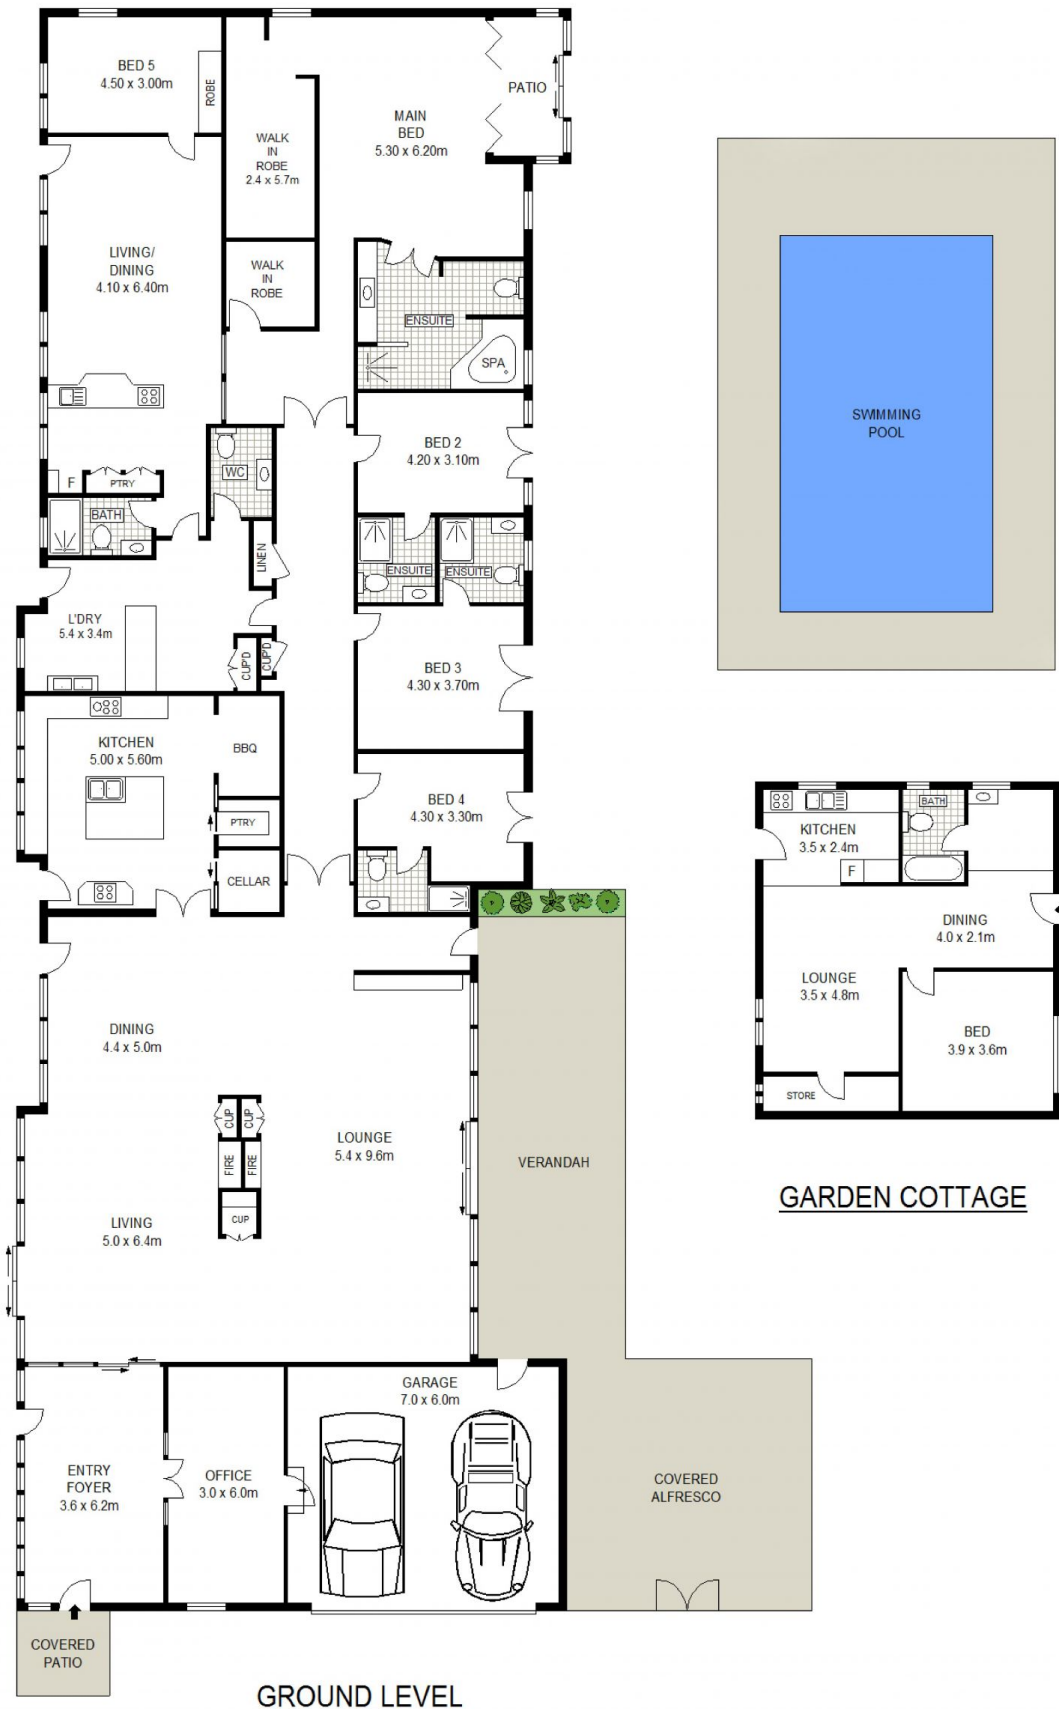 BED 5
4.50 x 3.00m
ROBE
WALK
IN
ROBE
2.4 x 5.7m
MAIN
BED
5.30 x 6.20m
PATIO
LIVING/
DINING
4.10 x 6.40m
WALK
IN
ROBE
ENSUITE
SPA
BED 2
4.20 x 3.10m
WC
F
P'TRY
BATH
LINEN
ENSUITE
ENSUITE
L'DRY
5.4 x 3.4m
CUP'D
CUP'D
BED 3
4.30 x 3.70m
KITCHEN
5.00 x 5.60m
BBQ
P'TRY
CELLAR
BED 4
4.30 x 3.30m
DINING
4.4 x 5.0m
CUP
CUP
FIRE
FIRE
CUP
LOUNGE
5.4 x 9.6m
LIVING
5.0 x 6.4m
VERANDAH
GARAGE
7.0 x 6.0m
ENTRY
FOYER
3.6 x 6.2m
OFFICE
3.0 x 6.0m
COVERED
ALFRESCO
COVERED
PATIO
GROUND LEVEL
SWIMMING
POOL
KITCHEN
3.5 x 2.4m
F
BATH
DINING
4.0 x 2.1m
LOUNGE
3.5 x 4.8m
BED
3.9 x 3.6m
STORE
GARDEN COTTAGE